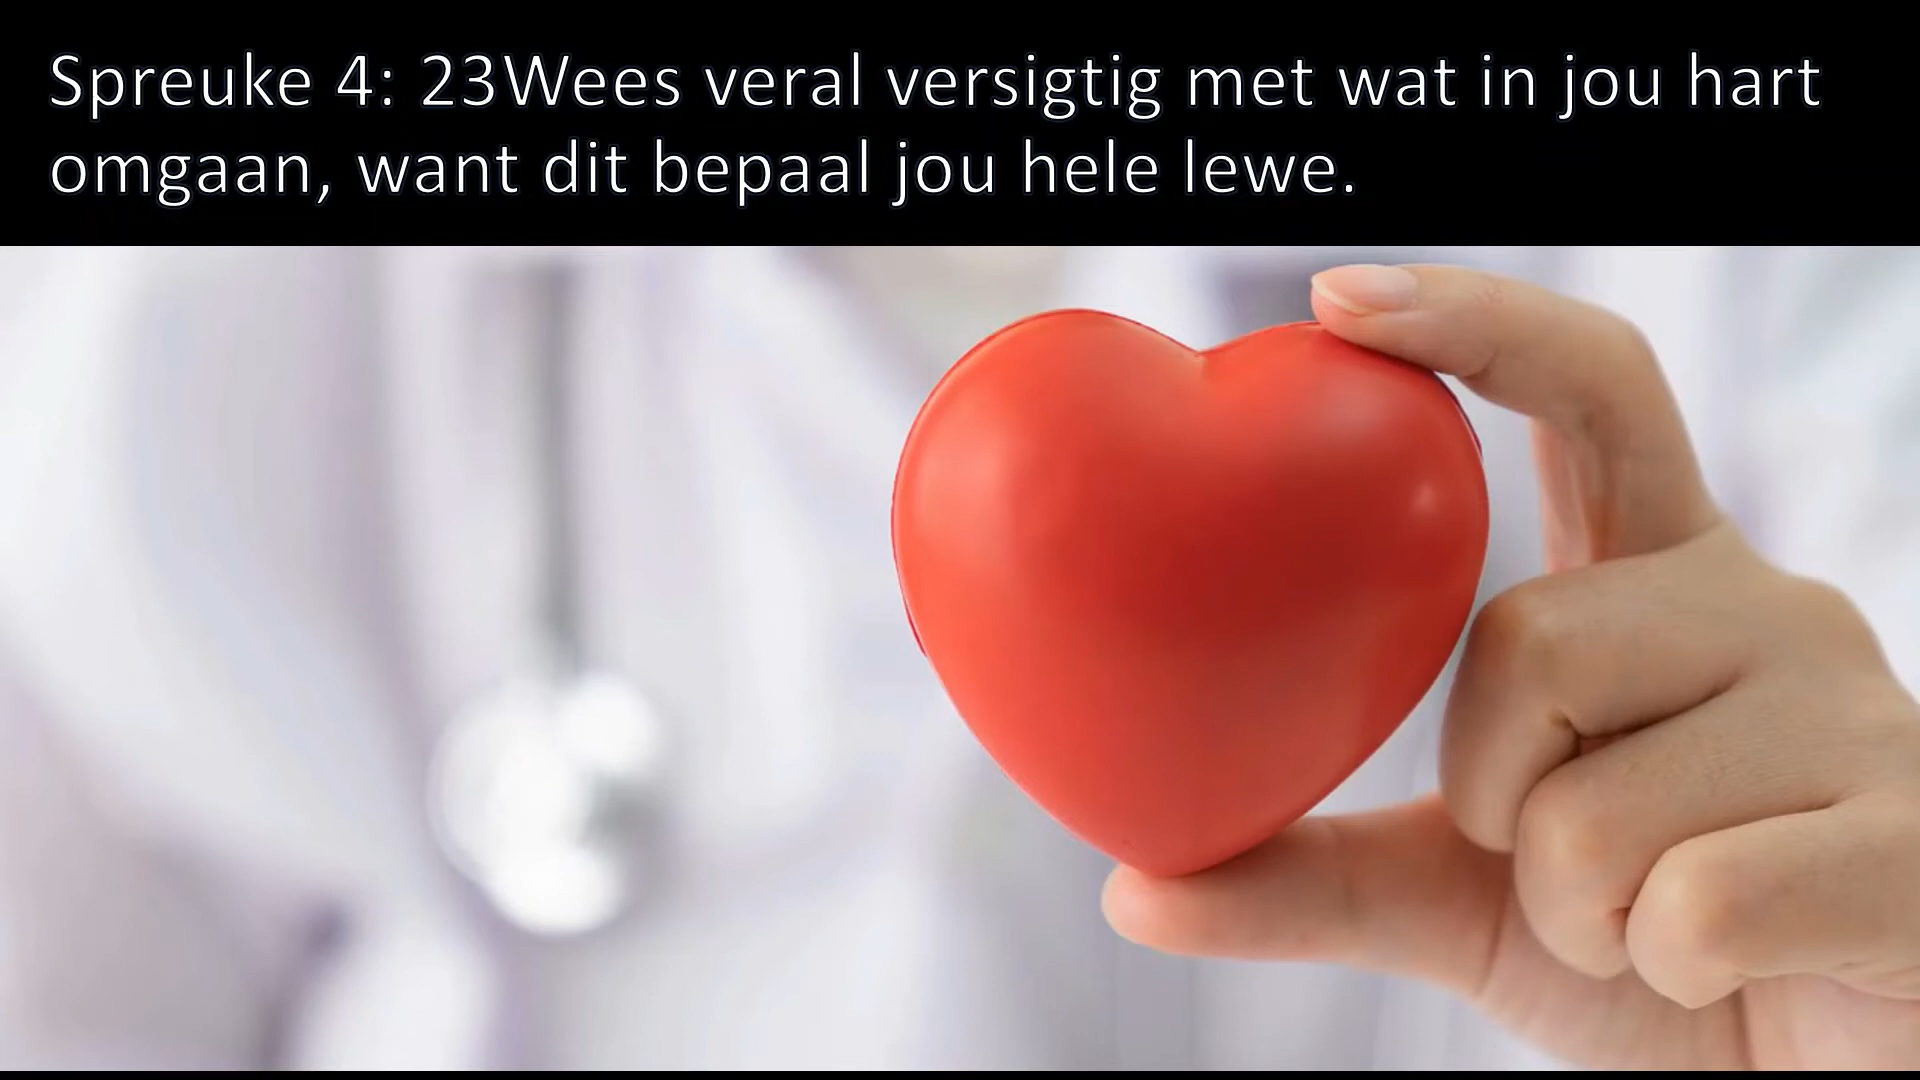 Spreuke 4: 23Wees veral versigtig met wat in jou hart
omgaan, want dit bepaal jou hele lewe.